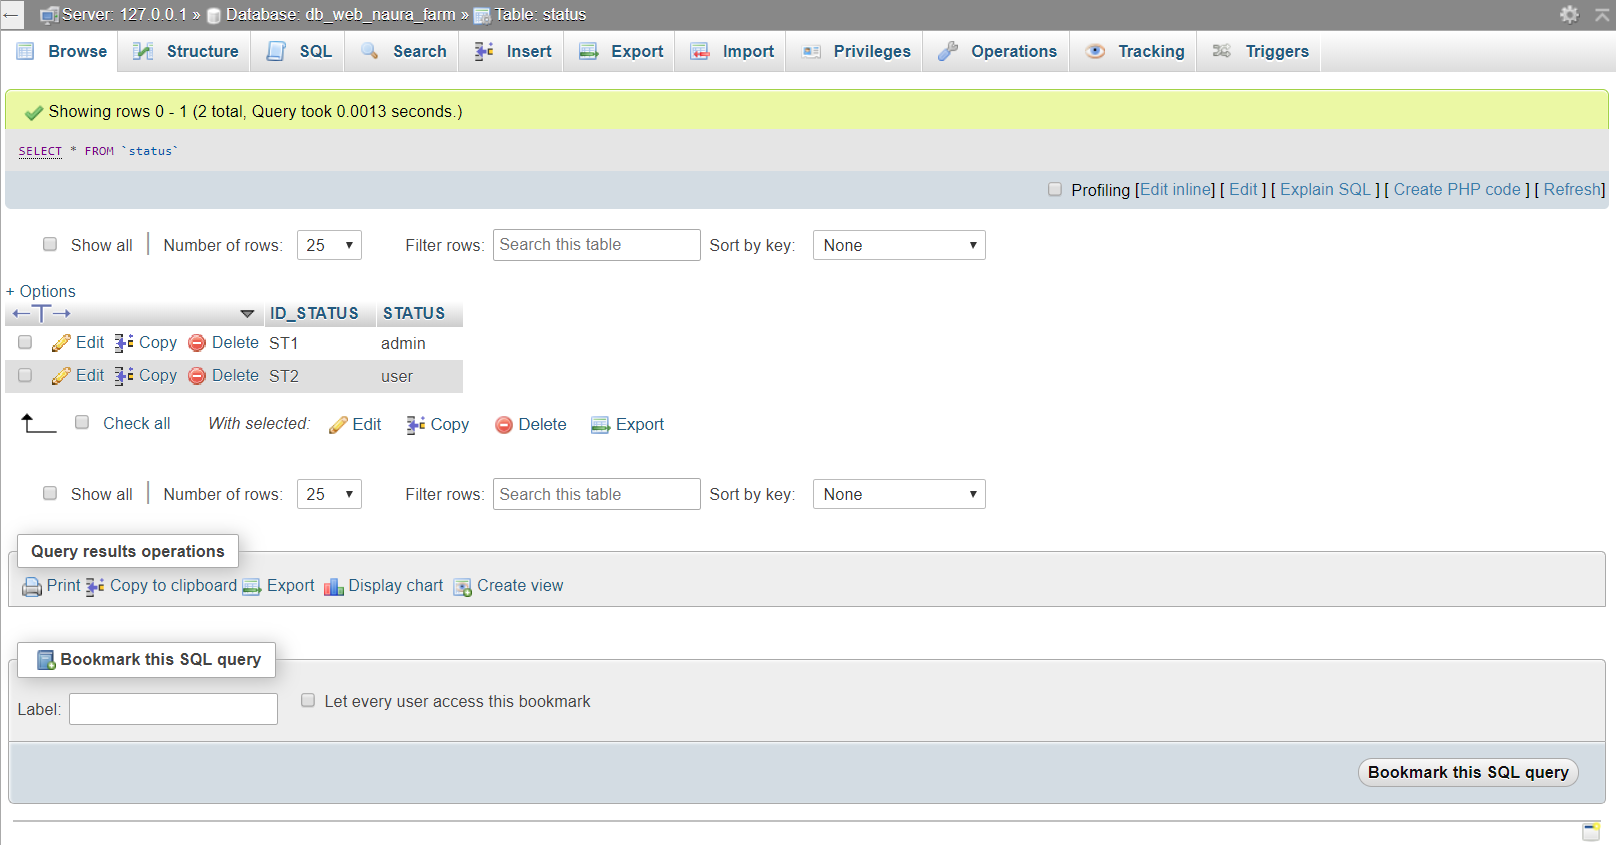 Server: 127.0.0.1 » Database: db_web_naura_farm » Table: status
Browse Structure SQL Search Insert Export Import Privileges Operations Tracking Triggers
Showing rows 0 - 1 (2 total, Query took 0.0013 seconds.)
SELECT * FROM `status`
Profiling [Edit inline] [ Edit ] [ Explain SQL ] [ Create PHP code ] [ Refresh]
Show all | Number of rows: 25 Filter rows: Search this table Sort by key: None
+ Options
←T→ ID_STATUS STATUS
Edit Copy Delete ST1 admin
Edit Copy Delete ST2 user
Check all With selected: Edit Copy Delete Export
Show all | Number of rows: 25 Filter rows: Search this table Sort by key: None
Query results operations
Print Copy to clipboard Export Display chart Create view
Bookmark this SQL query
Label: Let every user access this bookmark
Bookmark this SQL query